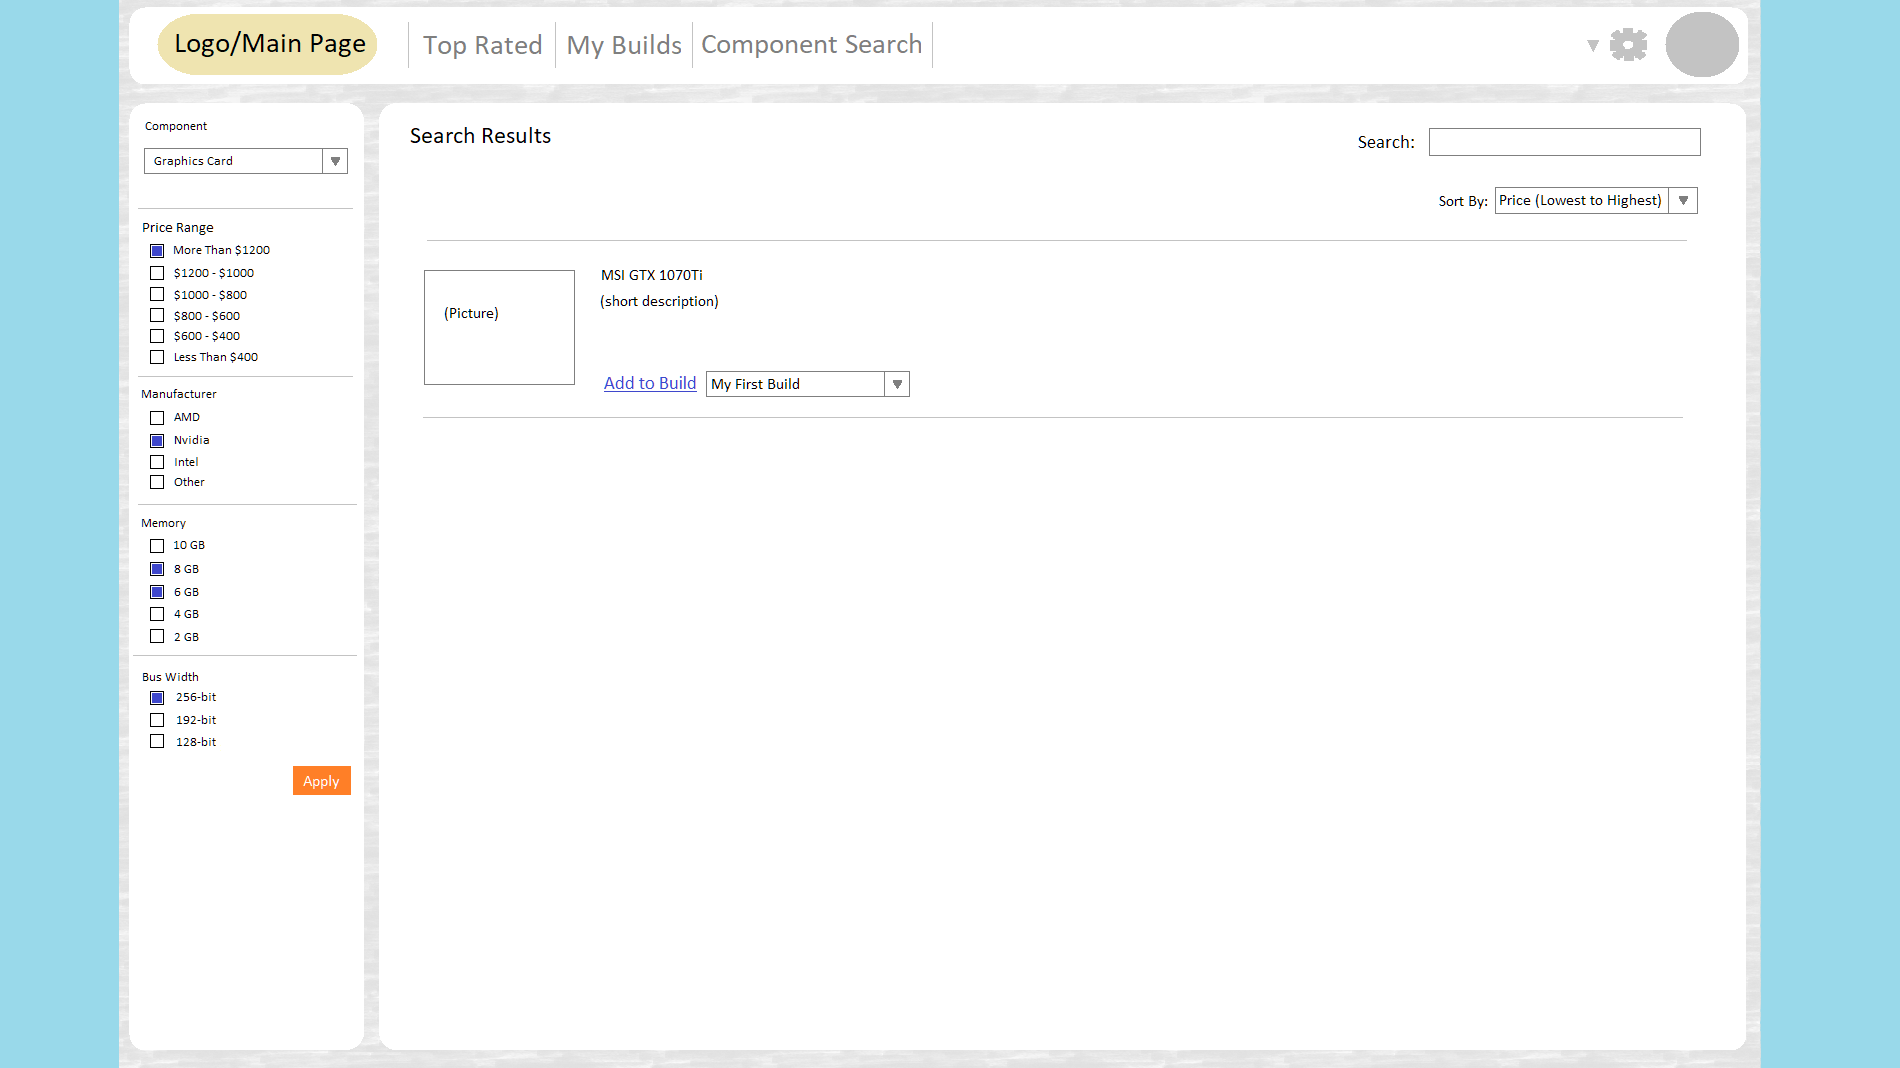 Logo/Main Page
Top Rated
My Builds
Component Search
Component
Graphics Card
Price Range
More Than $1200
$1200 - $1000
$1000 - $800
$800 - $600
$600 - $400
Less Than $400
Manufacturer
AMD
Nvidia
Intel
Other
Memory
10 GB
8 GB
6 GB
4 GB
2 GB
Bus Width
256-bit
192-bit
128-bit
Apply
Search Results
Search:
Sort By: Price (Lowest to Highest)
(Picture)
MSI GTX 1070Ti
(short description)
Add to Build My First Build